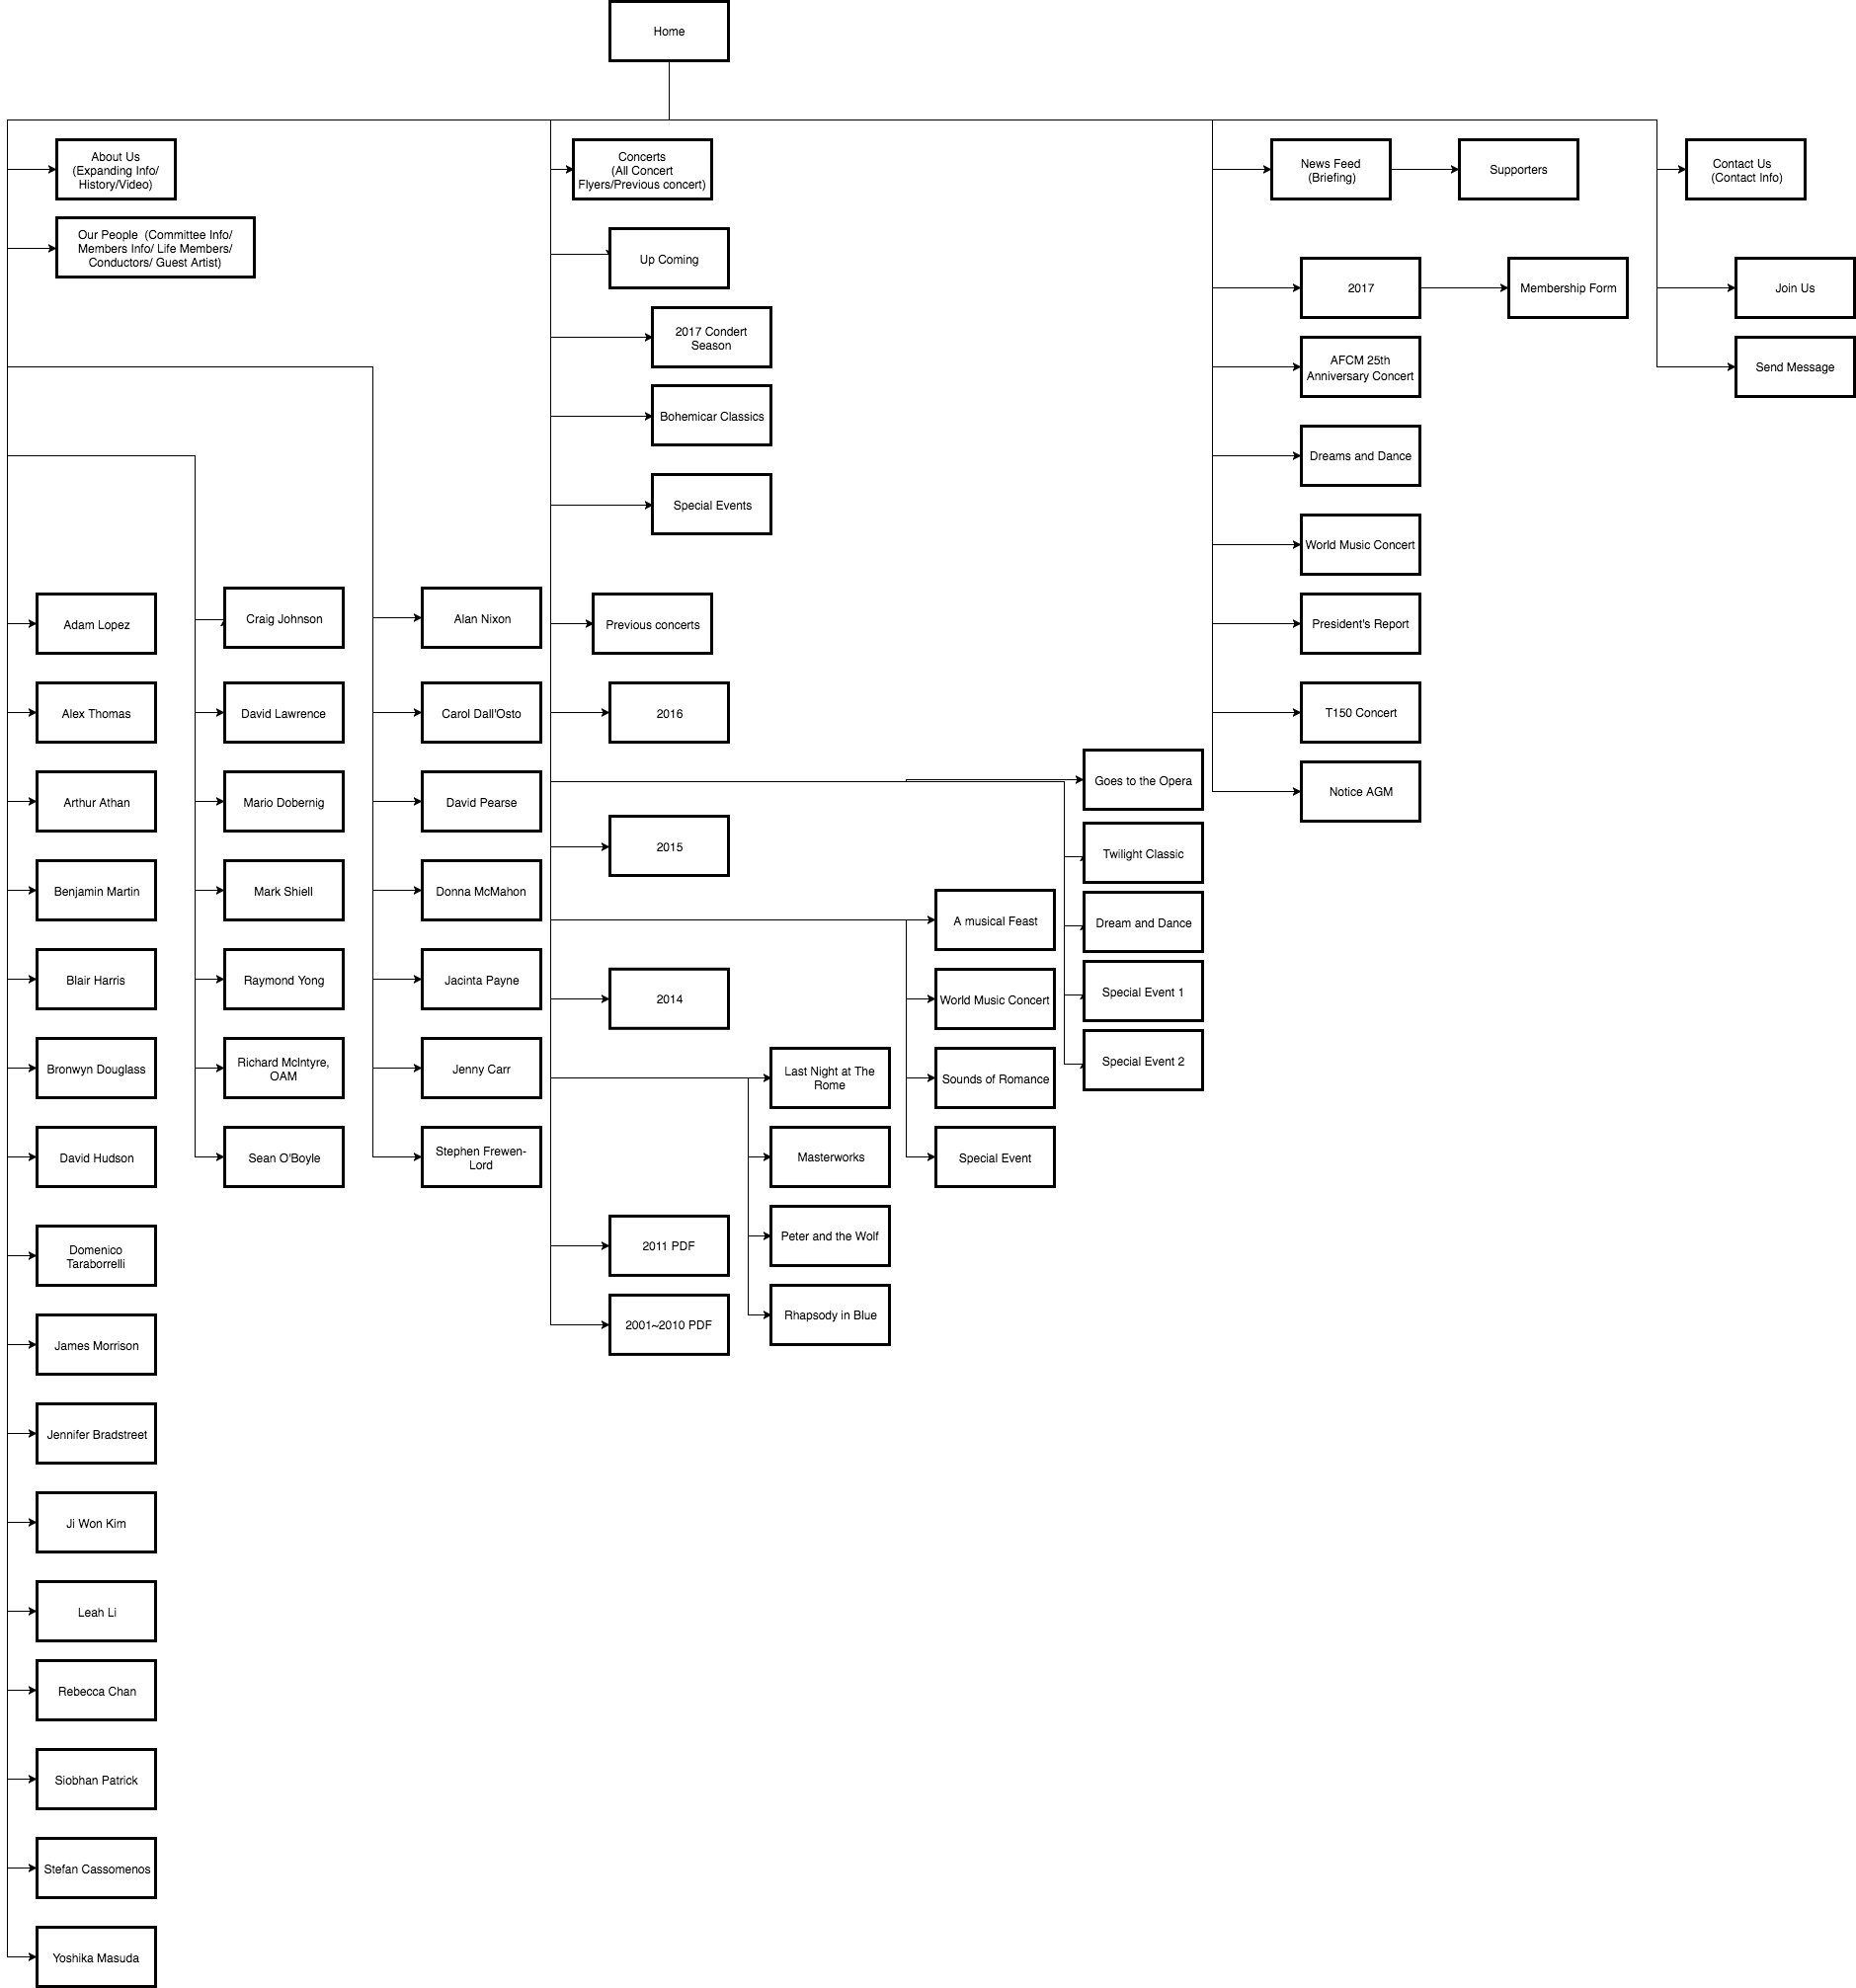 Home
About Us
(Expanding Info/
History/Video)
Our People  (Committee Info/
Members Info/ Life Members/
Conductors/ Guest Artist)
Adam Lopez
Alex Thomas
Arthur Athan
Benjamin Martin
Blair Harris
Bronwyn Douglass
David Hudson
Domenico
Taraborrelli
James Morrison
Jennifer Bradstreet
Ji Won Kim
Leah Li
Rebecca Chan
Siobhan Patrick
Stefan Cassomenos
Yoshika Masuda
Craig Johnson
David Lawrence
Mario Dobernig
Mark Shiell
Raymond Yong
Richard McIntyre,
OAM
Sean O'Boyle
Alan Nixon
Carol Dall'Osto
David Pearse
Donna McMahon
Jacinta Payne
Jenny Carr
Stephen Frewen-
Lord
Concerts
(All Concert
Flyers/Previous concert)
Up Coming
2017 Condert
Season
Bohemicar Classics
Special Events
Previous concerts
2016
2015
2014
2011 PDF
2001~2010 PDF
Last Night at The
Rome
Masterworks
Peter and the Wolf
Rhapsody in Blue
A musical Feast
World Music Concert
Sounds of Romance
Special Event
Goes to the Opera
Twilight Classic
Dream and Dance
Special Event 1
Special Event 2
News Feed
(Briefing)
Supporters
2017
Membership Form
AFCM 25th
Anniversary Concert
Dreams and Dance
World Music Concert
President's Report
T150 Concert
Notice AGM
Contact Us
(Contact Info)
Join Us
Send Message